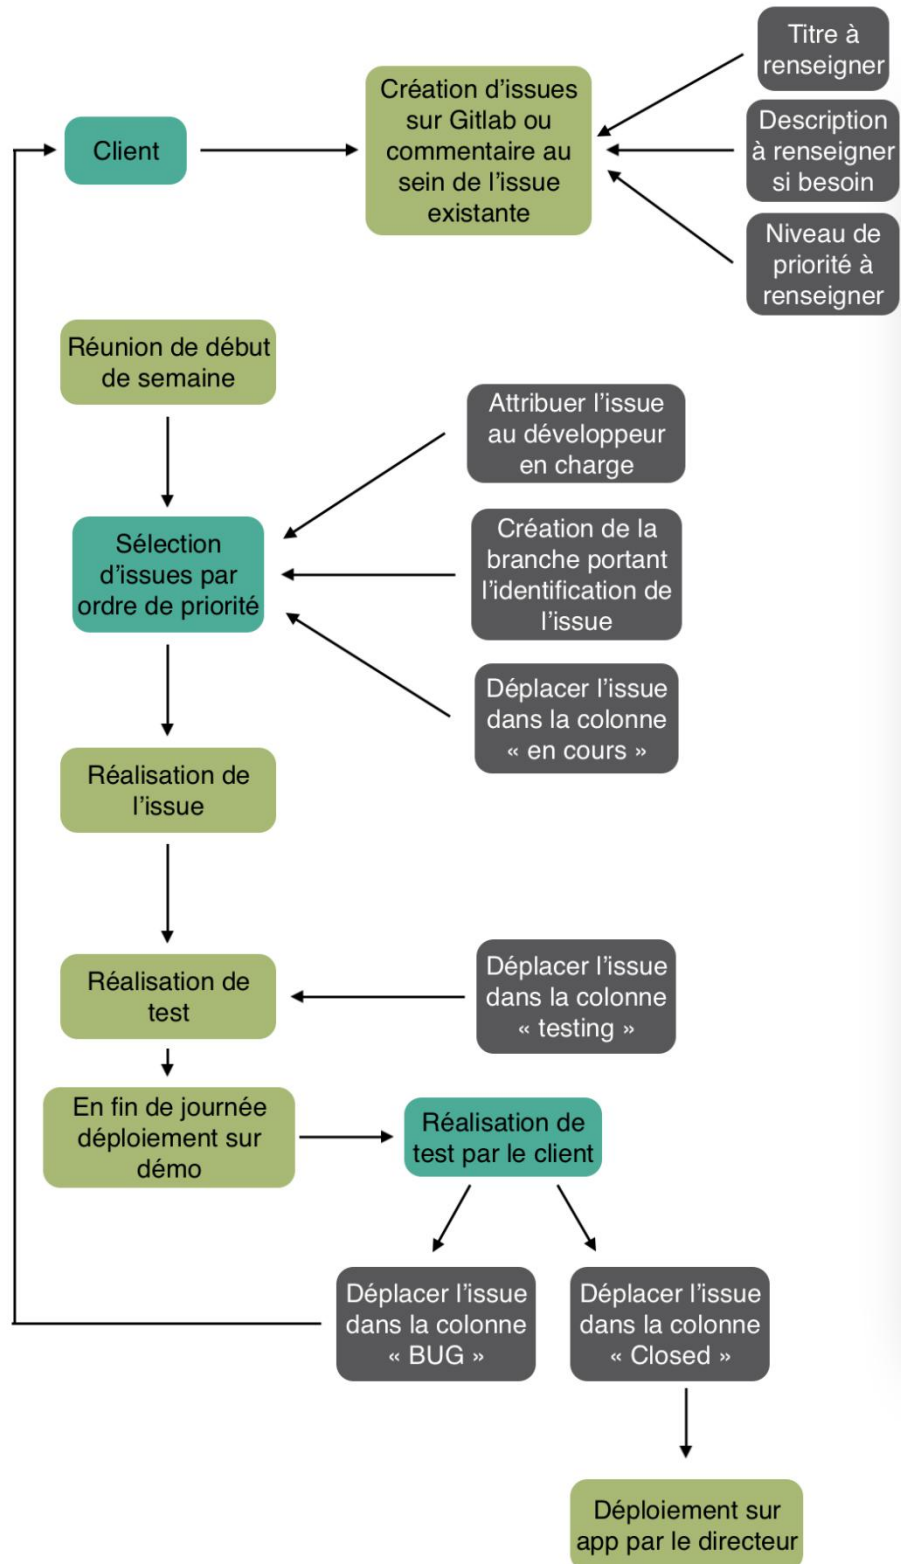 Titre à
renseigner
Client
Création d’issues
sur Gitlab ou
commentaire au
sein de l’issue
existante
Description
à renseigner
si besoin
Niveau de
priorité à
renseigner
Réunion de début
de semaine
Attribuer l’issue
au développeur
en charge
Sélection
d’issues par
ordre de priorité
Création de la
branche portant
l’identification de
l’issue
Déplacer l’issue
dans la colonne
« en cours »
Réalisation de
l’issue
Réalisation de
test
Déplacer l’issue
dans la colonne
« testing »
En fin de journée
déploiement sur
démo
Réalisation de
test par le client
Déplacer l’issue
dans la colonne
« BUG »
Déplacer l’issue
dans la colonne
« Closed »
Déploiement sur
app par le directeur